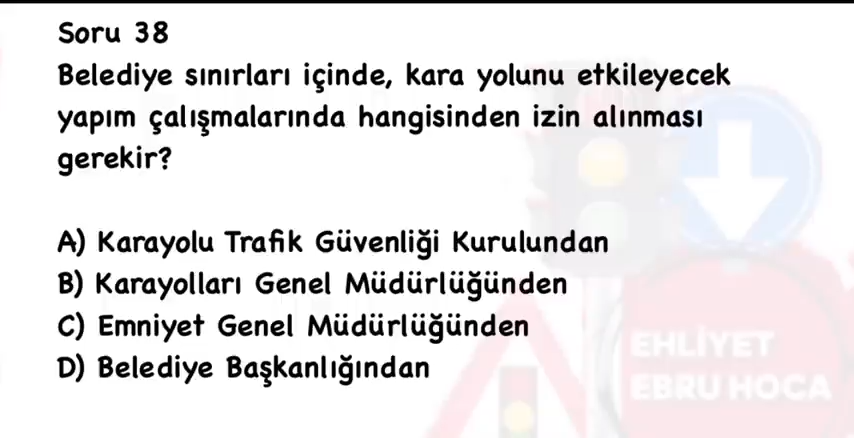 Soru 38
Belediye sınırları içinde, kara yolunu etkileyecek
yapım çalışmalarında hangisinden izin alınması
gerekir?
A) Karayolu Trafik Güvenliği Kurulundan
B) Karayolları Genel Müdürlüğünden
C) Emniyet Genel Müdürlüğünden
D) Belediye Başkanlığından
EHLİYET
EBRU HOCA